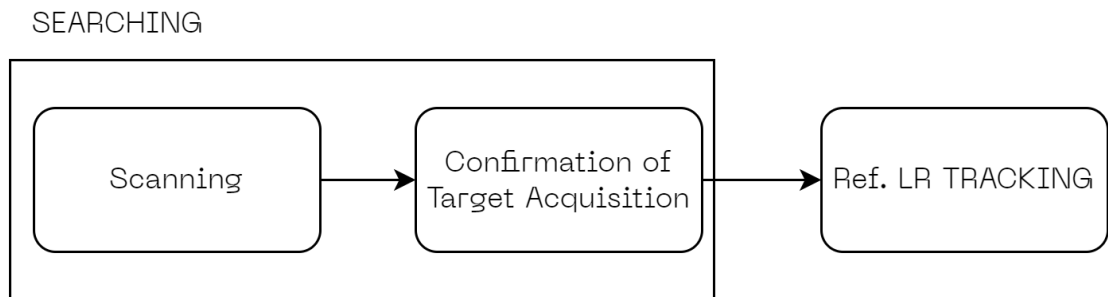 SEARCHING
Scanning
Confirmation of
Target Acquisition
Ref. LR TRACKING